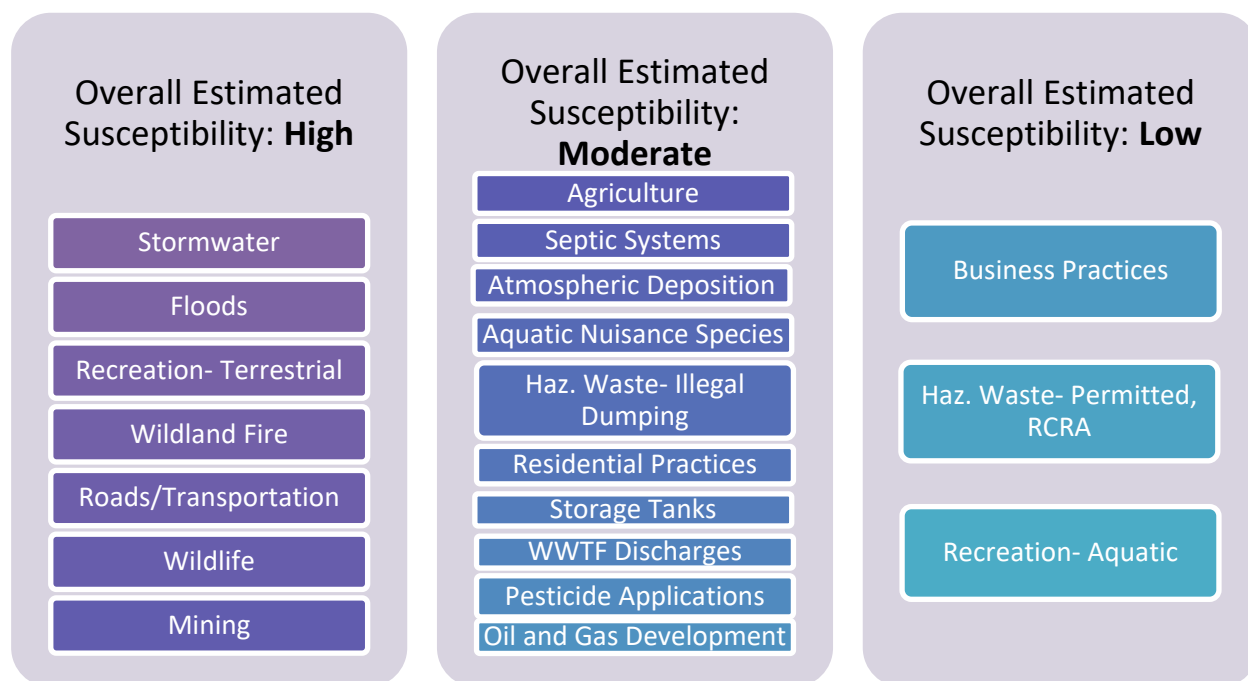 Overall Estimated
Susceptibility: High
Stormwater
Floods
Recreation- Terrestrial
Wildland Fire
Roads/Transportation
Wildlife
Mining
Overall Estimated
Susceptibility:
Moderate
Agriculture
Septic Systems
Atmospheric Deposition
Aquatic Nuisance Species
Haz. Waste- Illegal
Dumping
Residential Practices
Storage Tanks
WWTF Discharges
Pesticide Applications
Oil and Gas Development
Overall Estimated
Susceptibility: Low
Business Practices
Haz. Waste- Permitted,
RCRA
Recreation- Aquatic